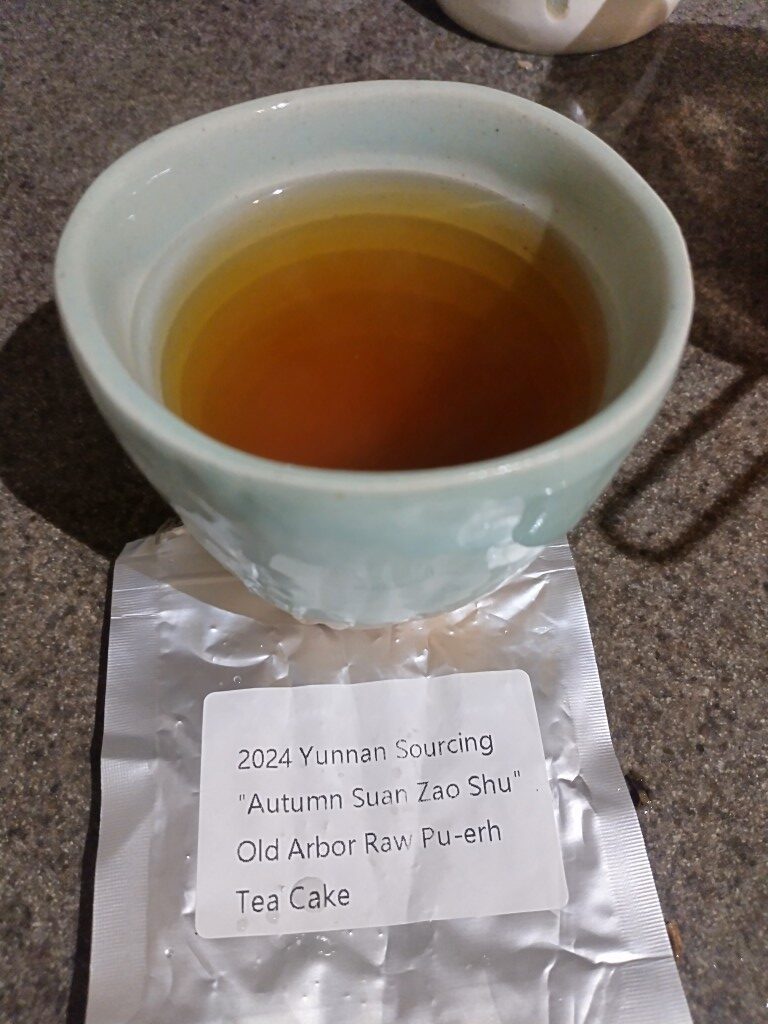 2024 Yunnan Sourcing
"Autumn Suan Zao Shu"
Old Arbor Raw Pu-erh
Tea Cake